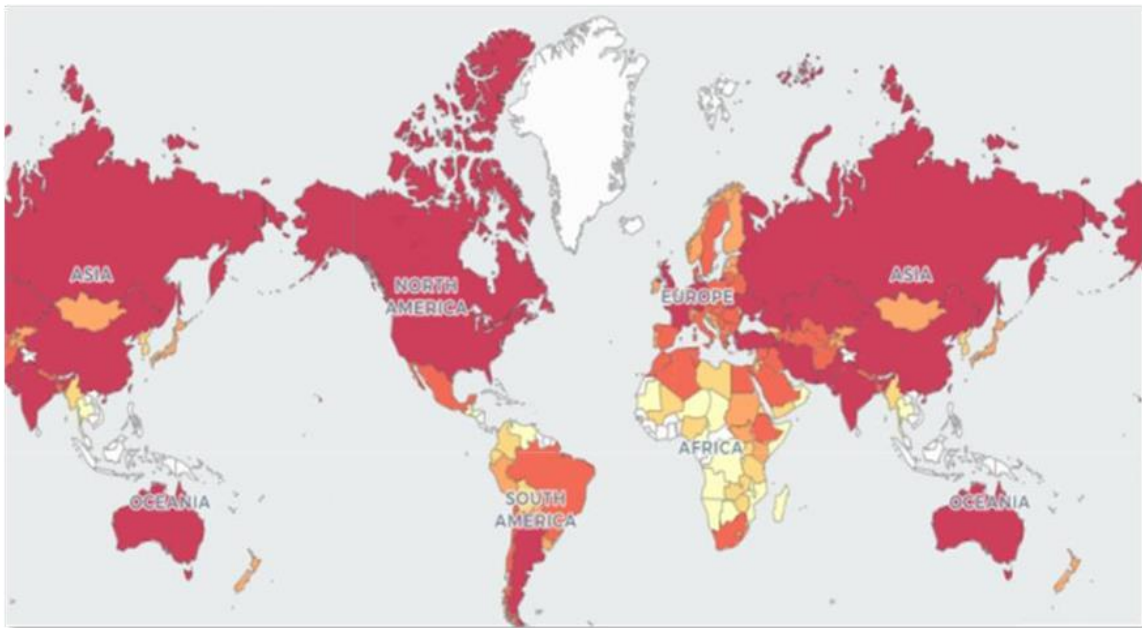 ASIA
NORTH
AMERICA
EUROPE
ASIA
AFRICA
OCEANIA
SOUTH
AMERICA
OCEANIA